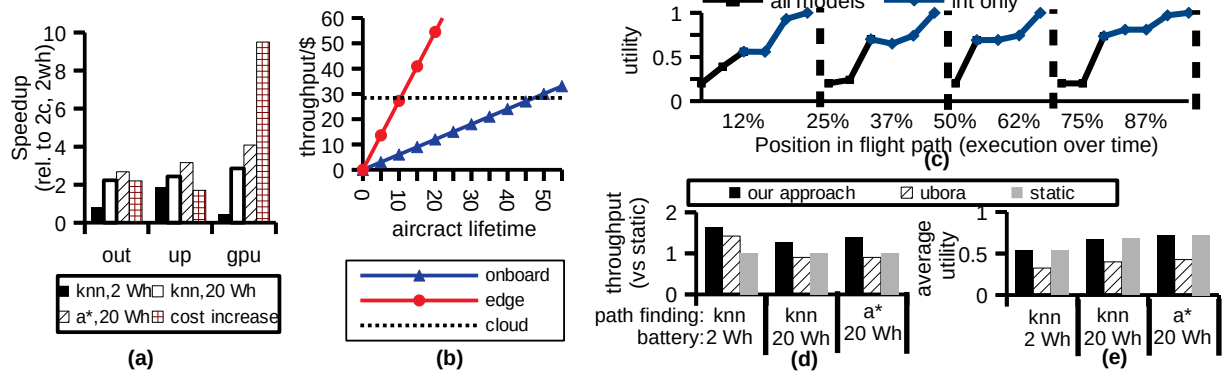 Speedup
(rel. to 2c, 2wh)
10
8
6
4
2
0
out up gpu
knn,2 Wh knn,20 Wh
a*,20 Wh cost increase
(a)
throughput/$
60
50
40
30
20
10
0
0 10 20 30 40 50
aircract lifetime
onboard
edge
cloud
(b)
all models int only
utility
1
0.5
0
12% 25% 37% 50% 62% 75% 87%
Position in flight path (execution over time)
(c)
our approach ubora static
throughput
(vs static)
2
1
0
path finding: knn knn a*
battery: 2 Wh 20 Wh 20 Wh
(d)
average
utility
1
0.5
0
knn knn a*
2 Wh 20 Wh 20 Wh
(e)